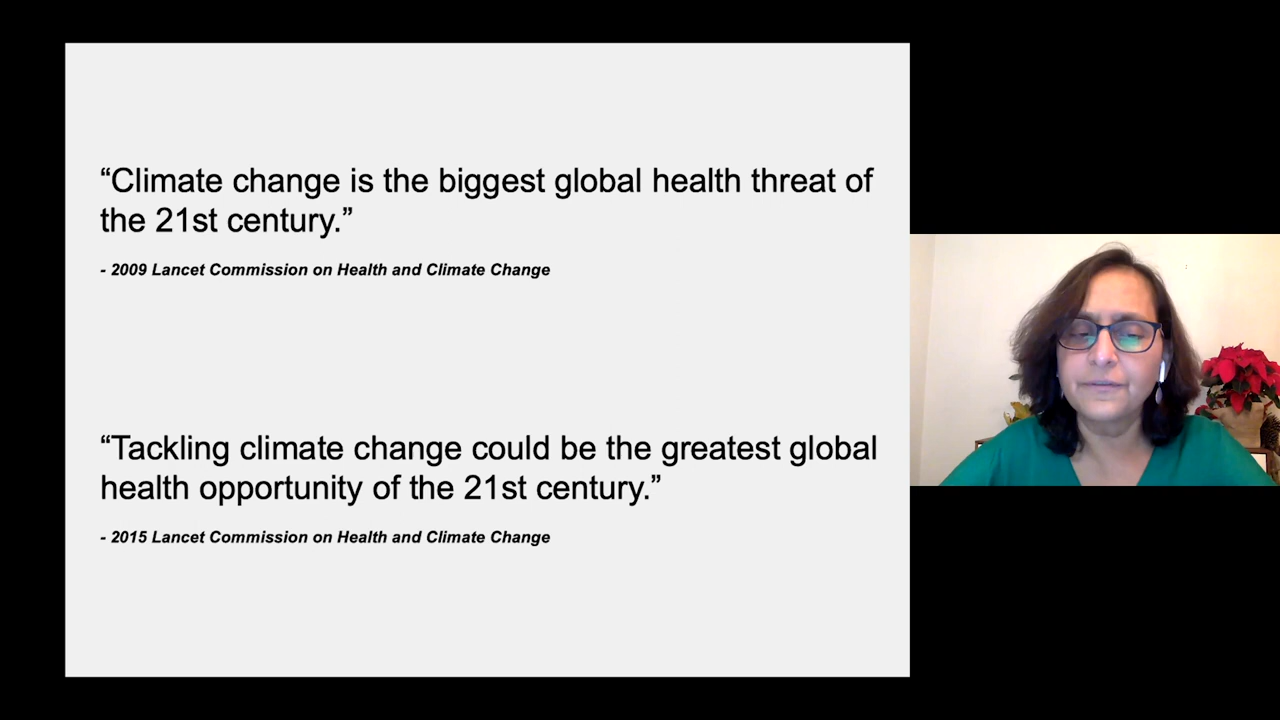 “Climate change is the biggest global health threat of
the 21st century.”
- 2009 Lancet Commission on Health and Climate Change
“Tackling climate change could be the greatest global
health opportunity of the 21st century.”
- 2015 Lancet Commission on Health and Climate Change